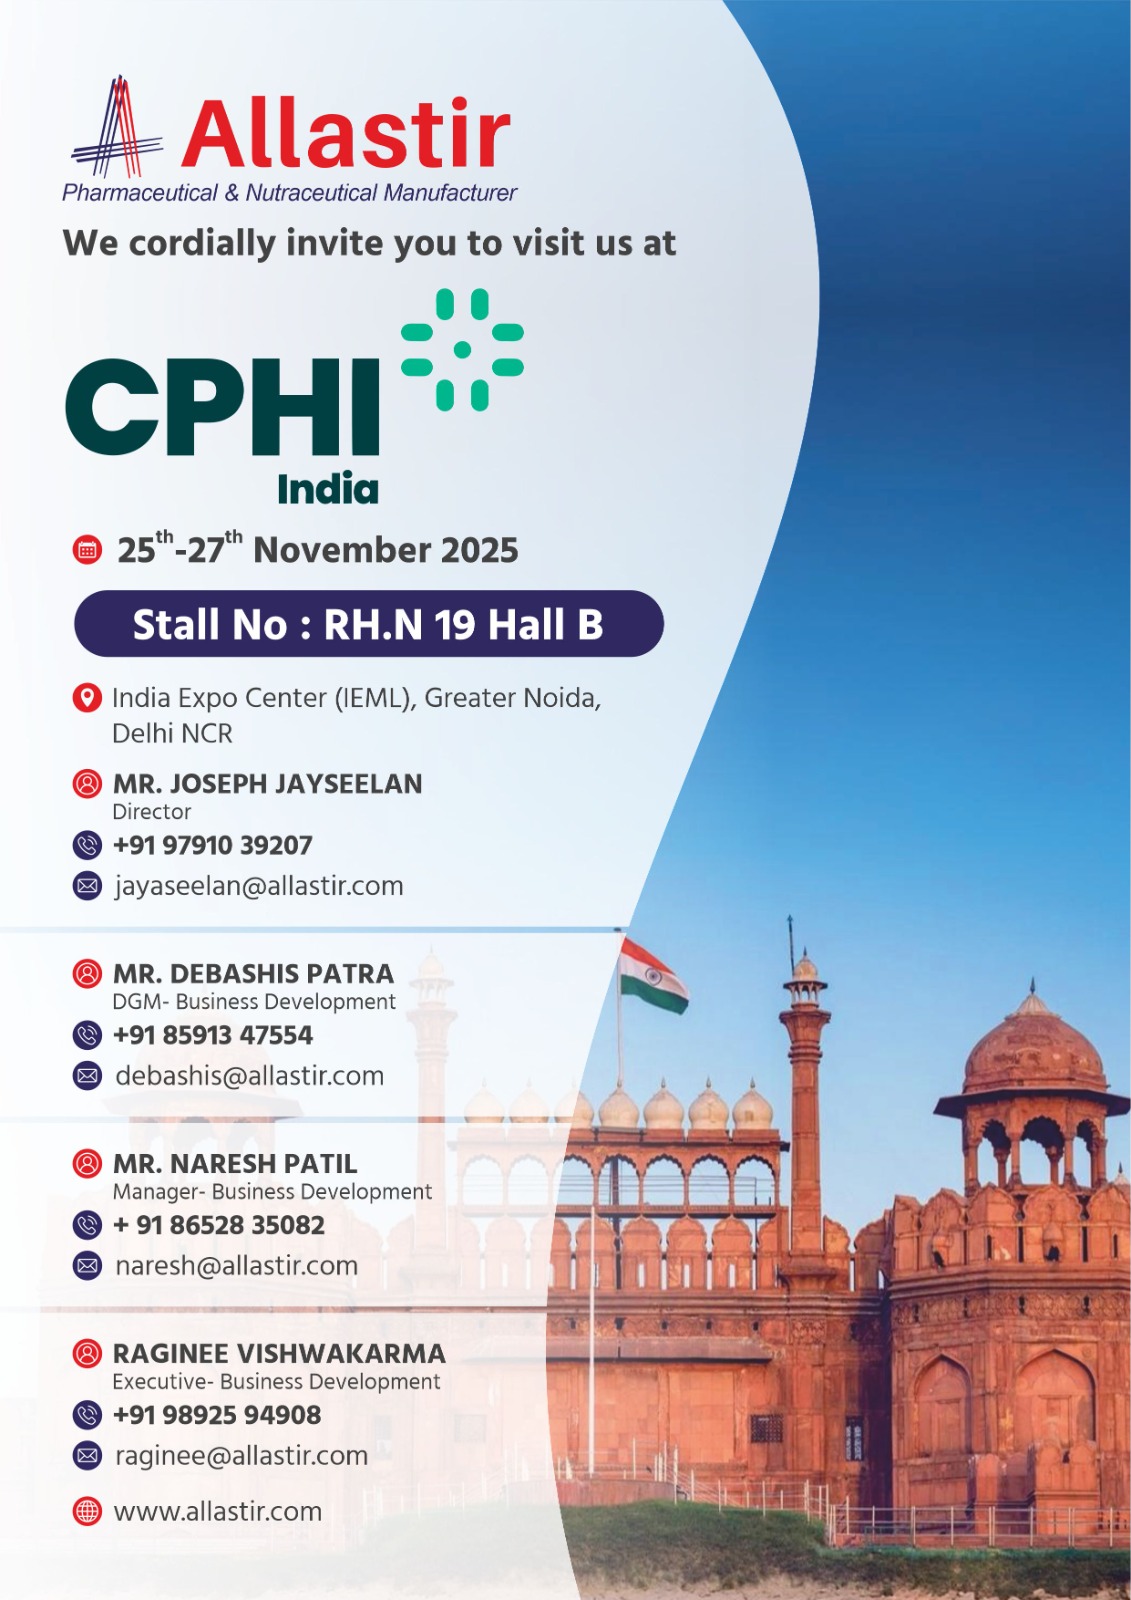 Allastir
Pharmaceutical & Nutraceutical Manufacturer
We cordially invite you to visit us at
CPHI
India
25th-27th November 2025
Stall No : RH.N 19 Hall B
India Expo Center (IEML), Greater Noida,
Delhi NCR
MR. JOSEPH JAYSEELAN
Director
+91 97910 39207
jayaseelan@allastir.com
MR. DEBASHIS PATRA
DGM- Business Development
+91 85913 47554
debashis@allastir.com
MR. NARESH PATIL
Manager- Business Development
+ 91 86528 35082
naresh@allastir.com
RAGINEE VISHWAKARMA
Executive- Business Development
+91 98925 94908
raginee@allastir.com
www.allastir.com